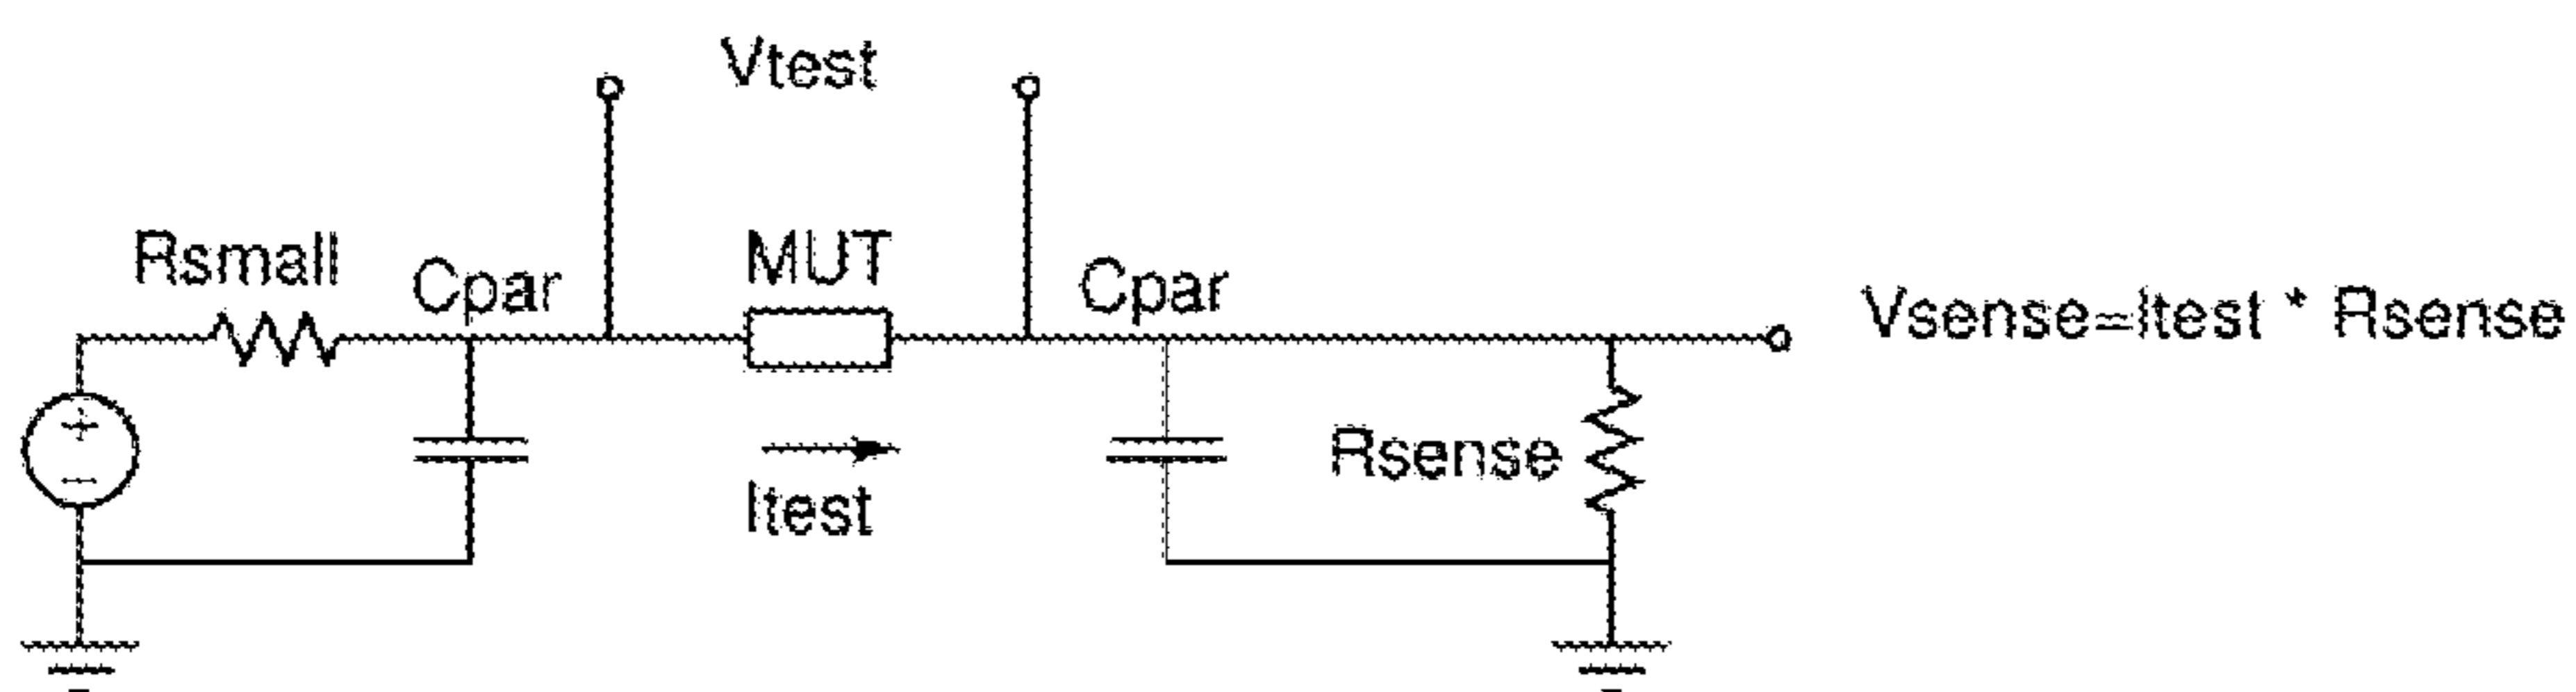 Vtest
Rsmall
Cpar
MUT
Cpar
Vsense=Itest * Rsense
+
-
Itest
Rsense